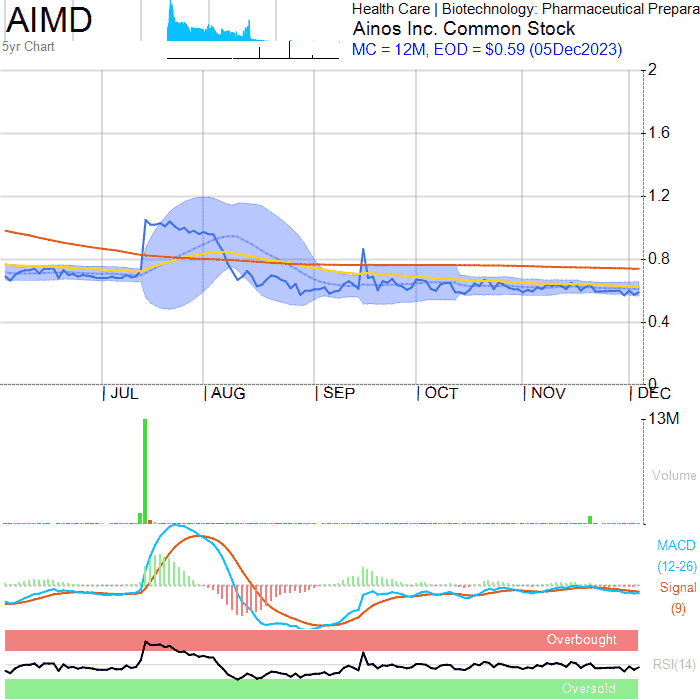 AIMD
5yr Chart
Health Care | Biotechnology: Pharmaceutical Prepara
Ainos Inc. Common Stock
MC = 12M, EOD = $0.59 (05Dec2023)
2
1.6
1.2
0.8
0.4
0
| JUL | AUG | SEP | OCT | NOV | DEC
13M
Volume
MACD
(12-26)
Signal
(9)
Overbought
RSI(14)
Oversold